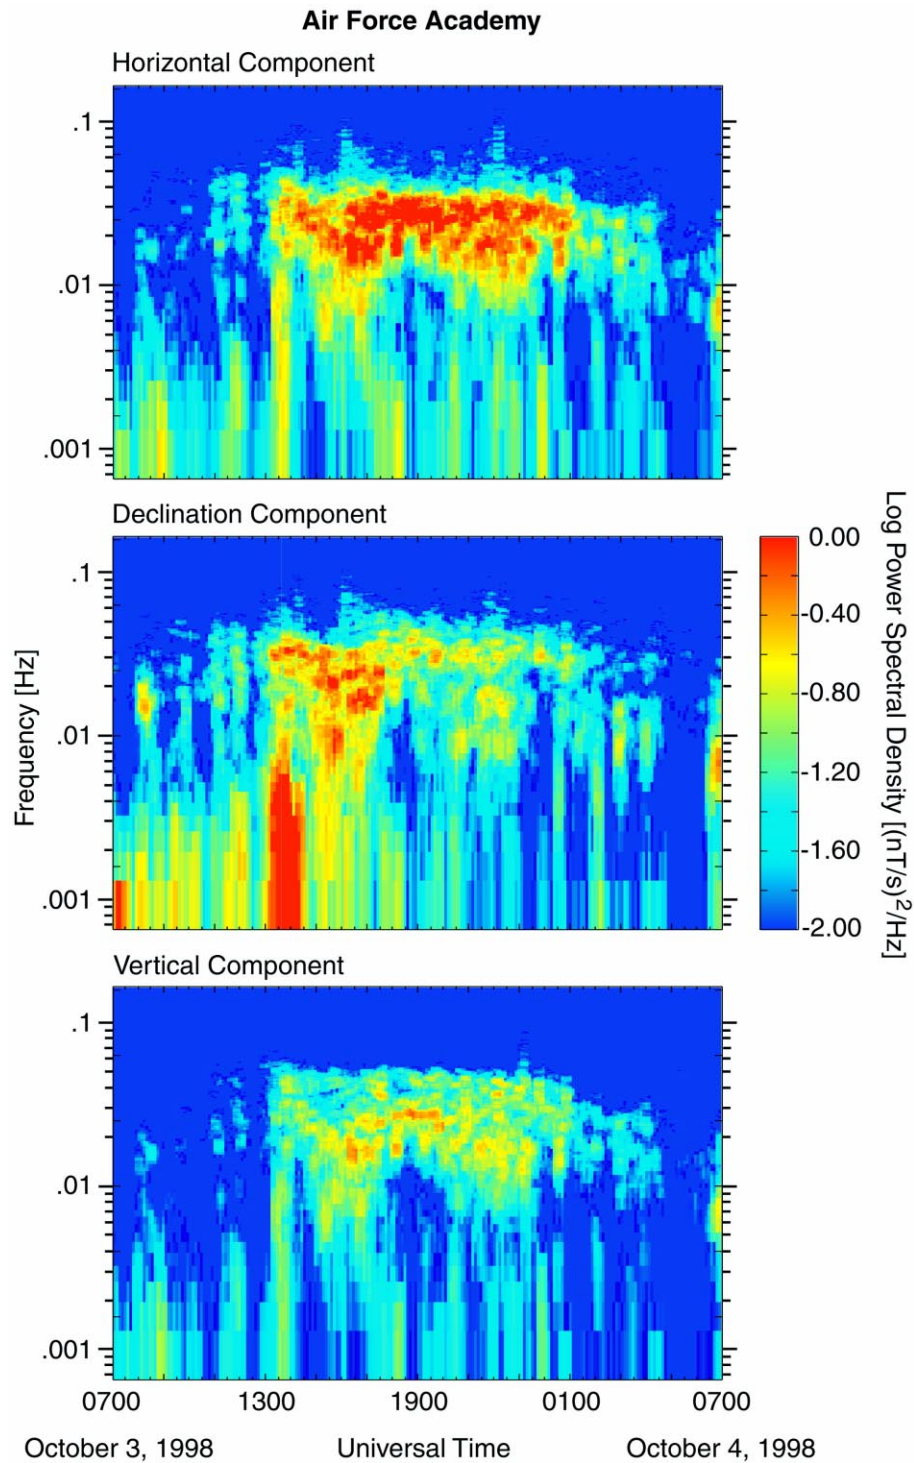 Air Force Academy
Horizontal Component
.1
.01
.001
Declination Component
.1
.01
.001
Frequency [Hz]
0.00
-0.40
-0.80
-1.20
-1.60
-2.00
Log Power Spectral Density [(nT/s)2/Hz]
Vertical Component
.1
.01
.001
0700 1300 1900 0100 0700
October 3, 1998 Universal Time October 4, 1998